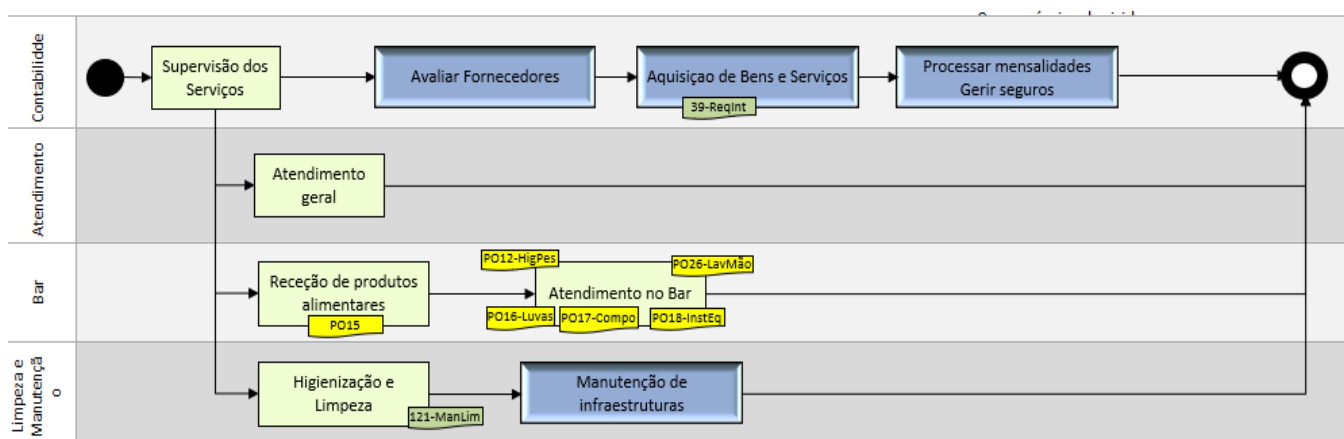 Contabilidde
Supervisão dos
Serviços
Avaliar Fornecedores
Aquisiçao de Bens e Serviços
39-ReqInt
Processar mensalidades
Gerir seguros
Atendimento
Atendimento
geral
Bar
Receção de produtos
alimentares
PO15
PO12-HigPes
PO26-LavMão
Atendimento no Bar
PO16-Luvas
PO17-Compo
PO18-InstEq
Limpeza e
Manutençã
o
Higienização e
Limpeza
121-ManLim
Manutenção de
infraestruturas